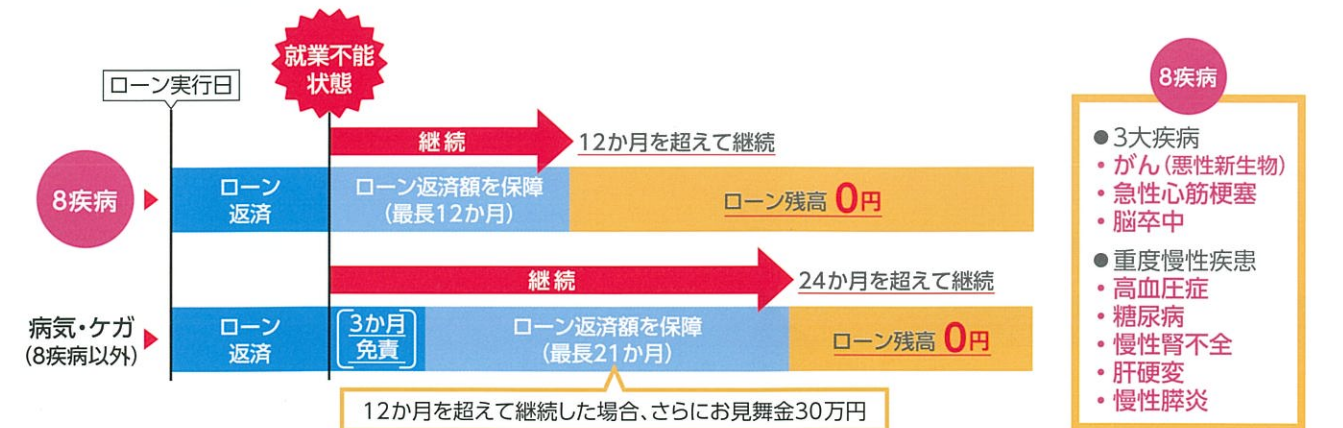 就業不能
状態
ローン実行日
継続
12か月を超えて継続
8疾病
ローン
返済
ローン返済額を保障
(最長12か月)
ローン残高 0円
継続
24か月を超えて継続
病気・ケガ
(8疾病以外)
ローン
返済
3か月
免責
ローン返済額を保障
(最長21か月)
ローン残高 0円
12か月を超えて継続した場合、さらにお見舞金30万円
8疾病
●3大疾病
・がん(悪性新生物)
・急性心筋梗塞
・脳卒中
●重度慢性疾患
・高血圧症
・糖尿病
・慢性腎不全
・肝硬変
・慢性膵炎